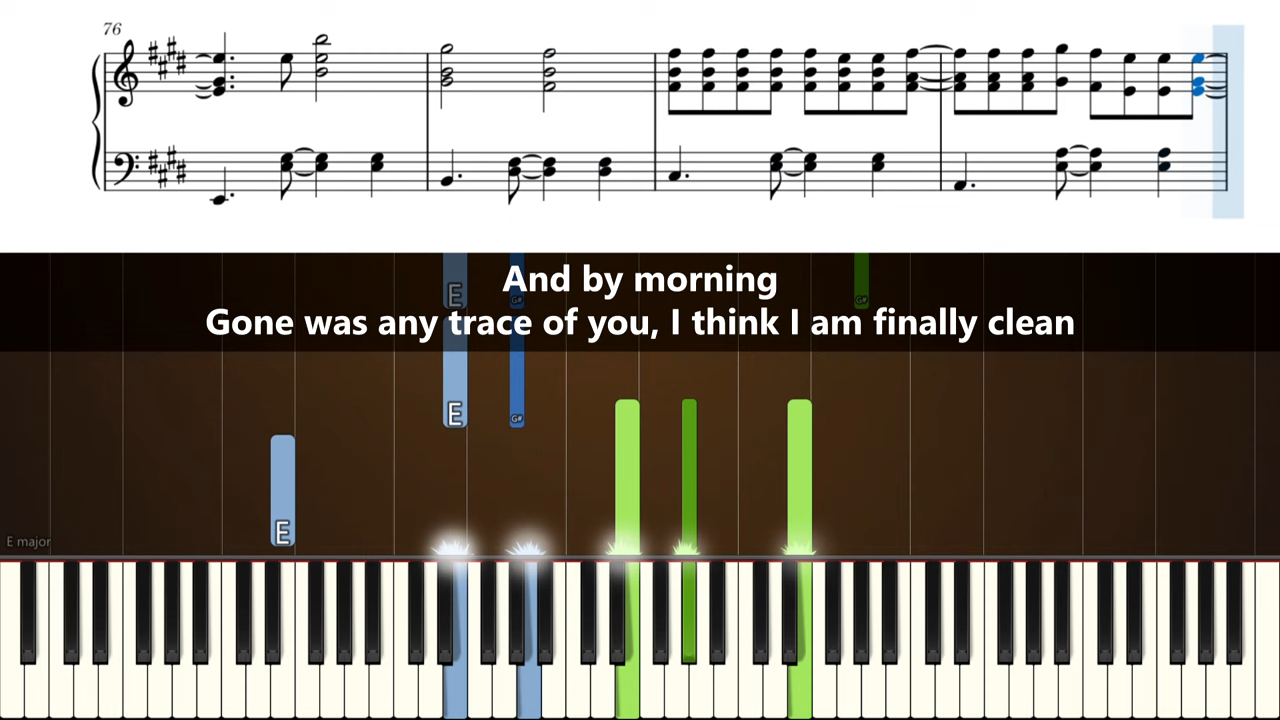 76
E G# G#
And by morning
Gone was any trace of you, I think I am finally clean
E G#
E
E major